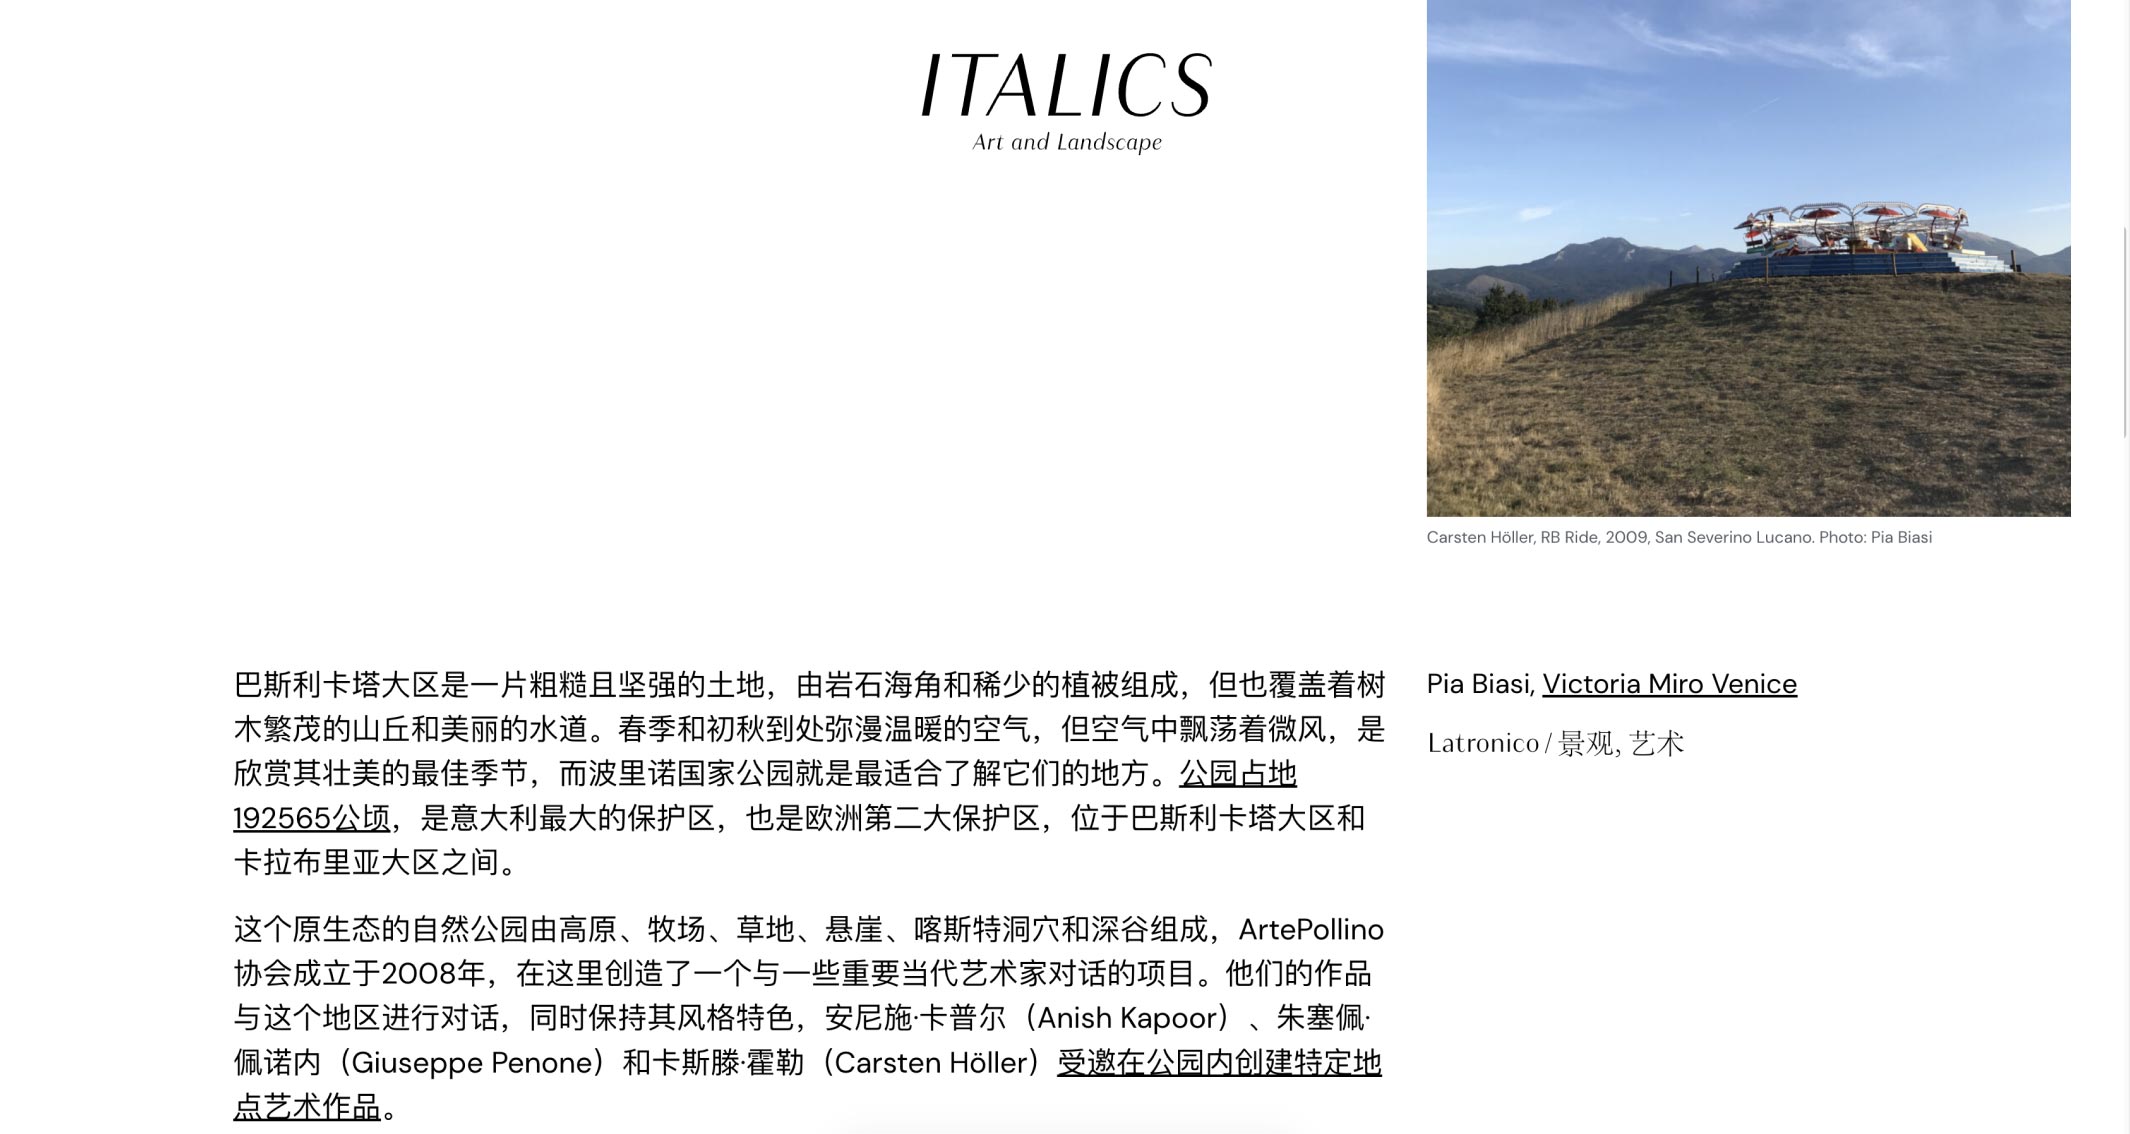 ITALICS
Art and Landscape
Carsten Höller, RB Ride, 2009, San Severino Lucano. Photo: Pia Biasi
巴斯利卡塔大区是一片粗糙且坚强的土地，由岩石海角和稀少的植被组成，但也覆盖着树
木繁茂的山丘和美丽的水道。春季和初秋到处弥漫温暖的空气，但空气中飘荡着微风，是
欣赏其壮美的最佳季节，而波里诺国家公园就是最适合了解它们的地方。公园占地
192565公顷，是意大利最大的保护区，也是欧洲第二大保护区，位于巴斯利卡塔大区和
卡拉布里亚大区之间。
这个原生态的自然公园由高原、牧场、草地、悬崖、喀斯特洞穴和深谷组成，ArtePollino
协会成立于2008年，在这里创造了一个与一些重要当代艺术家对话的项目。他们的作品
与这个地区进行对话，同时保持其风格特色，安尼施·卡普尔（Anish Kapoor）、朱塞佩·
佩诺内（Giuseppe Penone）和卡斯滕·霍勒（Carsten Höller）受邀在公园内创建特定地
点艺术作品。
Pia Biasi, Victoria Miro Venice
Latronico / 景观, 艺术